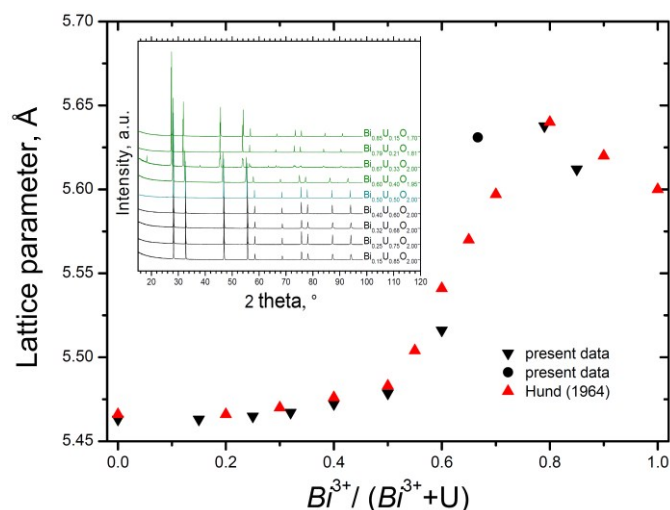 5.70
5.65
5.60
5.55
5.50
5.45
Lattice parameter, Å
Intensity, a.u.
Bi0.85U0.15O1.70
Bi0.79U0.21O1.81
Bi0.67U0.33O2.00
Bi0.60U0.40O1.95
Bi0.50U0.50O2.00
Bi0.40U0.60O2.00
Bi0.32U0.68O2.00
Bi0.25U0.75O2.00
Bi0.15U0.85O2.00
20 30 40 50 60 70 80 90 100 110 120
2 theta, °
present data
present data
Hund (1964)
0.0 0.2 0.4 0.6 0.8 1.0
Bi³⁺/ (Bi³⁺+U)